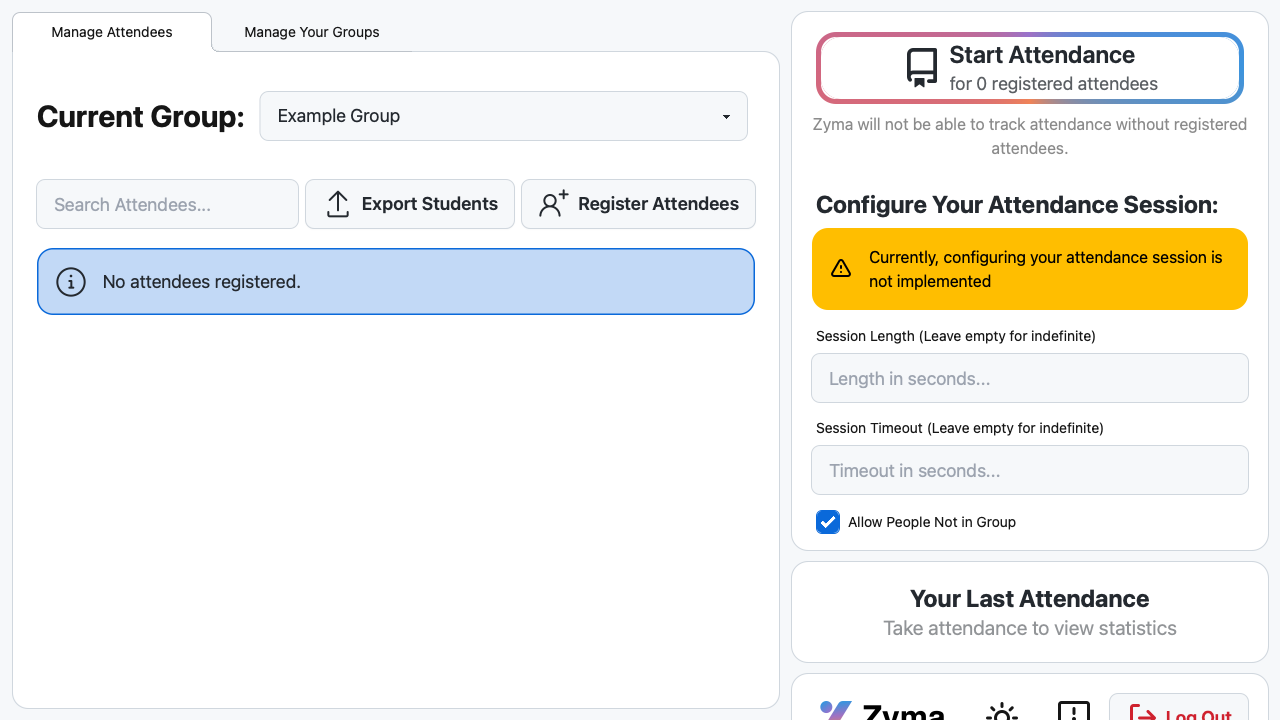 Manage Attendees
Manage Your Groups
Current Group:
Example Group
Search Attendees...
Export Students
Register Attendees
No attendees registered.
Start Attendance
for 0 registered attendees
Zyma will not be able to track attendance without registered
attendees.
Configure Your Attendance Session:
Currently, configuring your attendance session is
not implemented
Session Length (Leave empty for indefinite)
Length in seconds...
Session Timeout (Leave empty for indefinite)
Timeout in seconds...
Allow People Not in Group
Your Last Attendance
Take attendance to view statistics
Zyma
Log Out